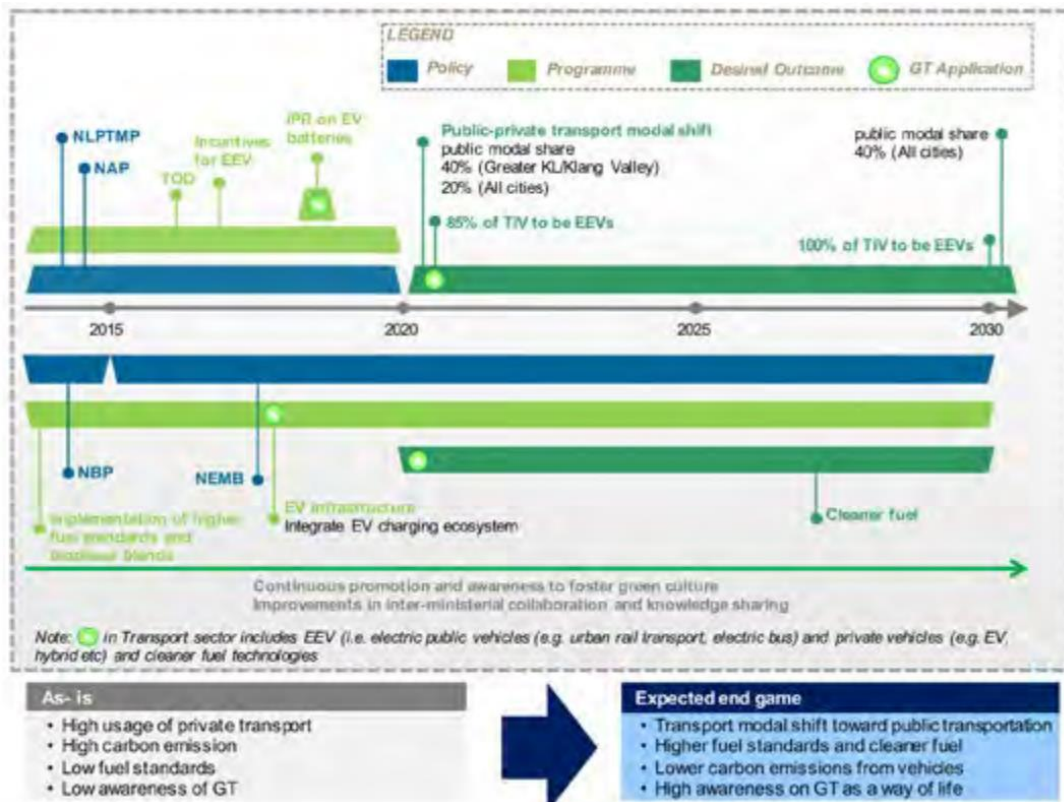 LEGEND
Policy
Programme
Desired Outcome
GT Application
NLPTMP
NAP
TOD
Incentives
for EEV
IPR on EV
batteries
Public-private transport modal shift
public modal share
40% (Greater KL/Klang Valley)
20% (All cities)
85% of TIV to be EEVs
public modal share
40% (All cities)
100% of TIV to be EEVs
2015
2020
2025
2030
NBP
NEMB
Implementation of higher
fuel standards and
biodiesel blends
EV infrastructure
Integrate EV charging ecosystem
Cleaner fuel
Continuous promotion and awareness to foster green culture
Improvements in inter-ministerial collaboration and knowledge sharing
Note: in Transport sector includes EEV (i.e. electric public vehicles (e.g. urban rail transport, electric bus) and private vehicles (e.g. EV,
hybrid etc) and cleaner fuel technologies
As- is
• High usage of private transport
• High carbon emission
• Low fuel standards
• Low awareness of GT
Expected end game
• Transport modal shift toward public transportation
• Higher fuel standards and cleaner fuel
• Lower carbon emissions from vehicles
• High awareness on GT as a way of life